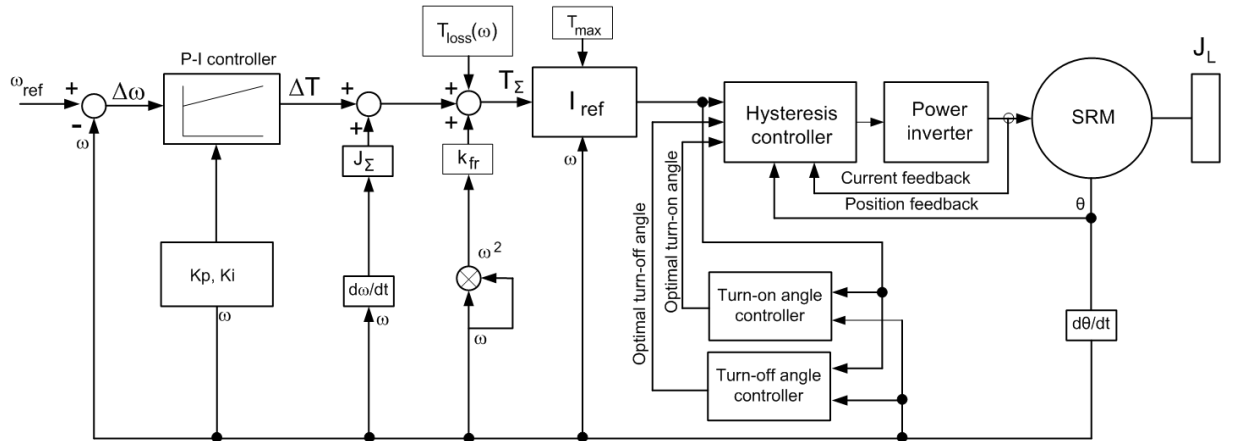 T_loss(ω)
T_max
P-I controller
ω_ref
+
-
Δω
ω
ΔT
+
+
+
+
+
T_Σ
I_ref
ω
Hysteresis
controller
Power
inverter
SRM
J_L
J_Σ
k_fr
Current feedback
Position feedback
θ
Optimal turn-off angle
Optimal turn-on angle
Kp, Ki
ω
dω/dt
ω
ω²
ω
Turn-on angle
controller
Turn-off angle
controller
dθ/dt